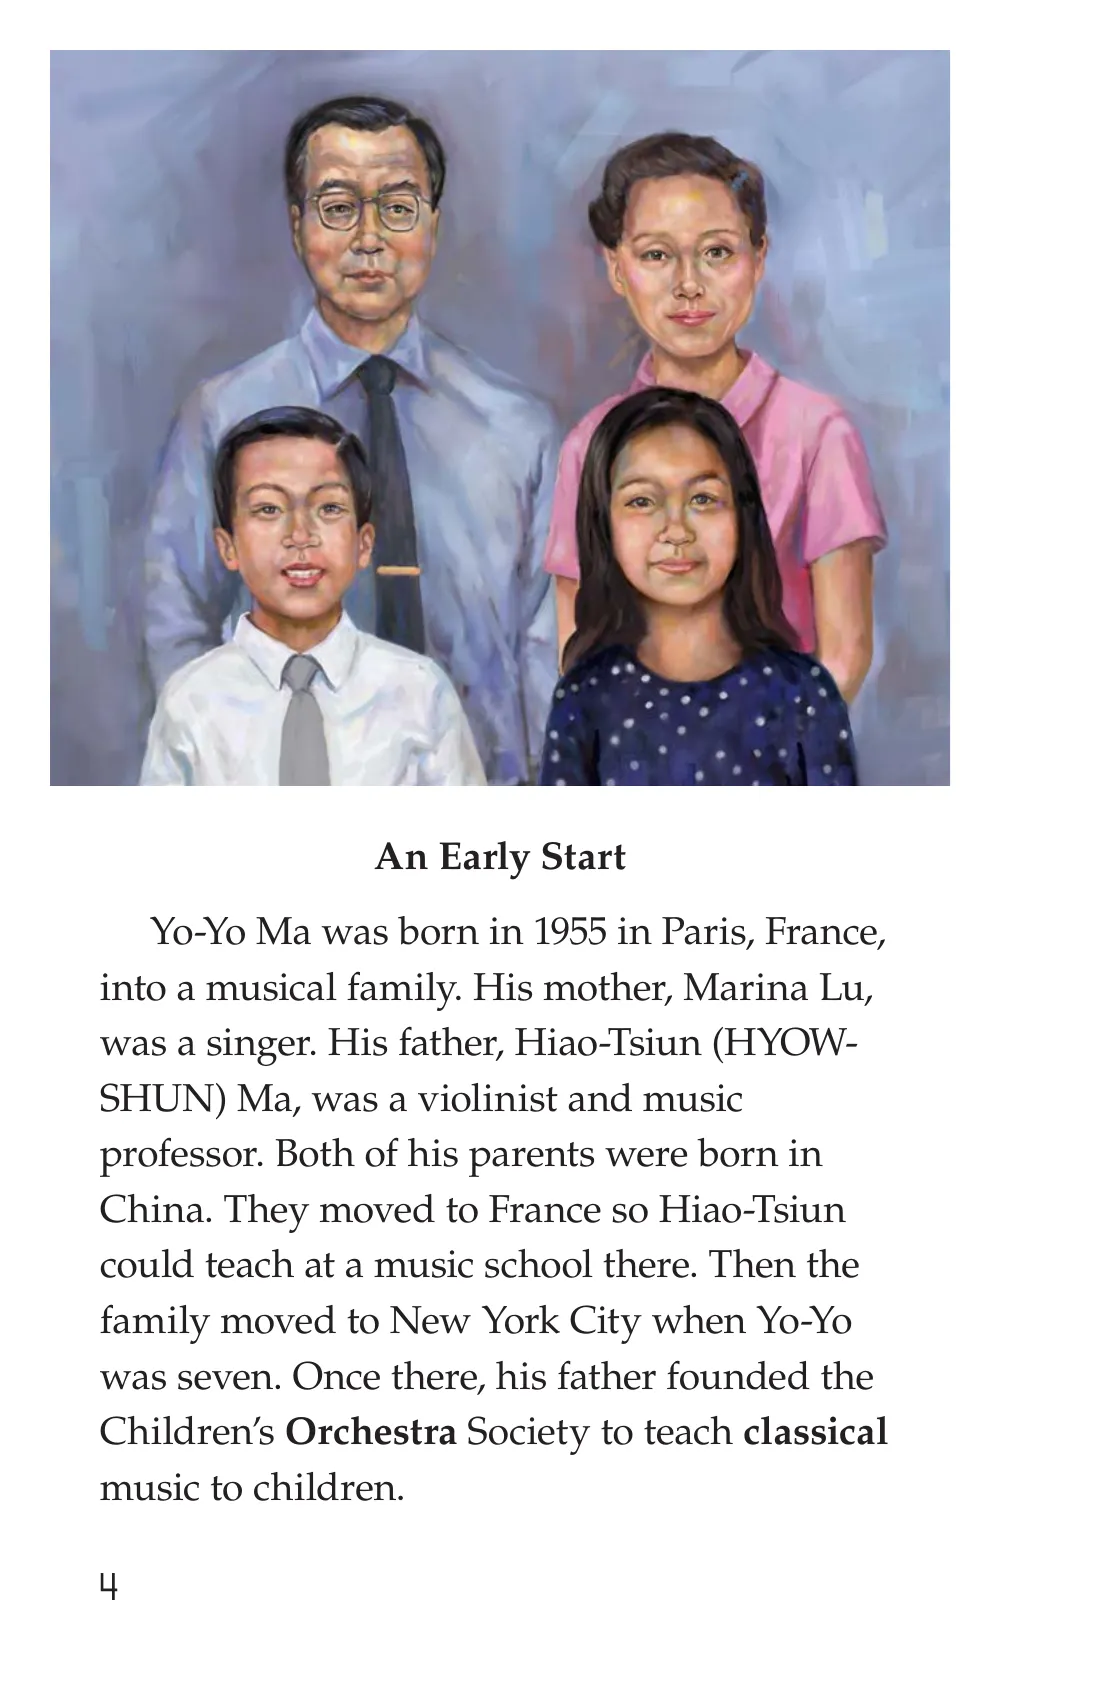 An Early Start
Yo-Yo Ma was born in 1955 in Paris, France,
into a musical family. His mother, Marina Lu,
was a singer. His father, Hiao-Tsiun (HYOW-
SHUN) Ma, was a violinist and music
professor. Both of his parents were born in
China. They moved to France so Hiao-Tsiun
could teach at a music school there. Then the
family moved to New York City when Yo-Yo
was seven. Once there, his father founded the
Children’s Orchestra Society to teach classical
music to children.
4